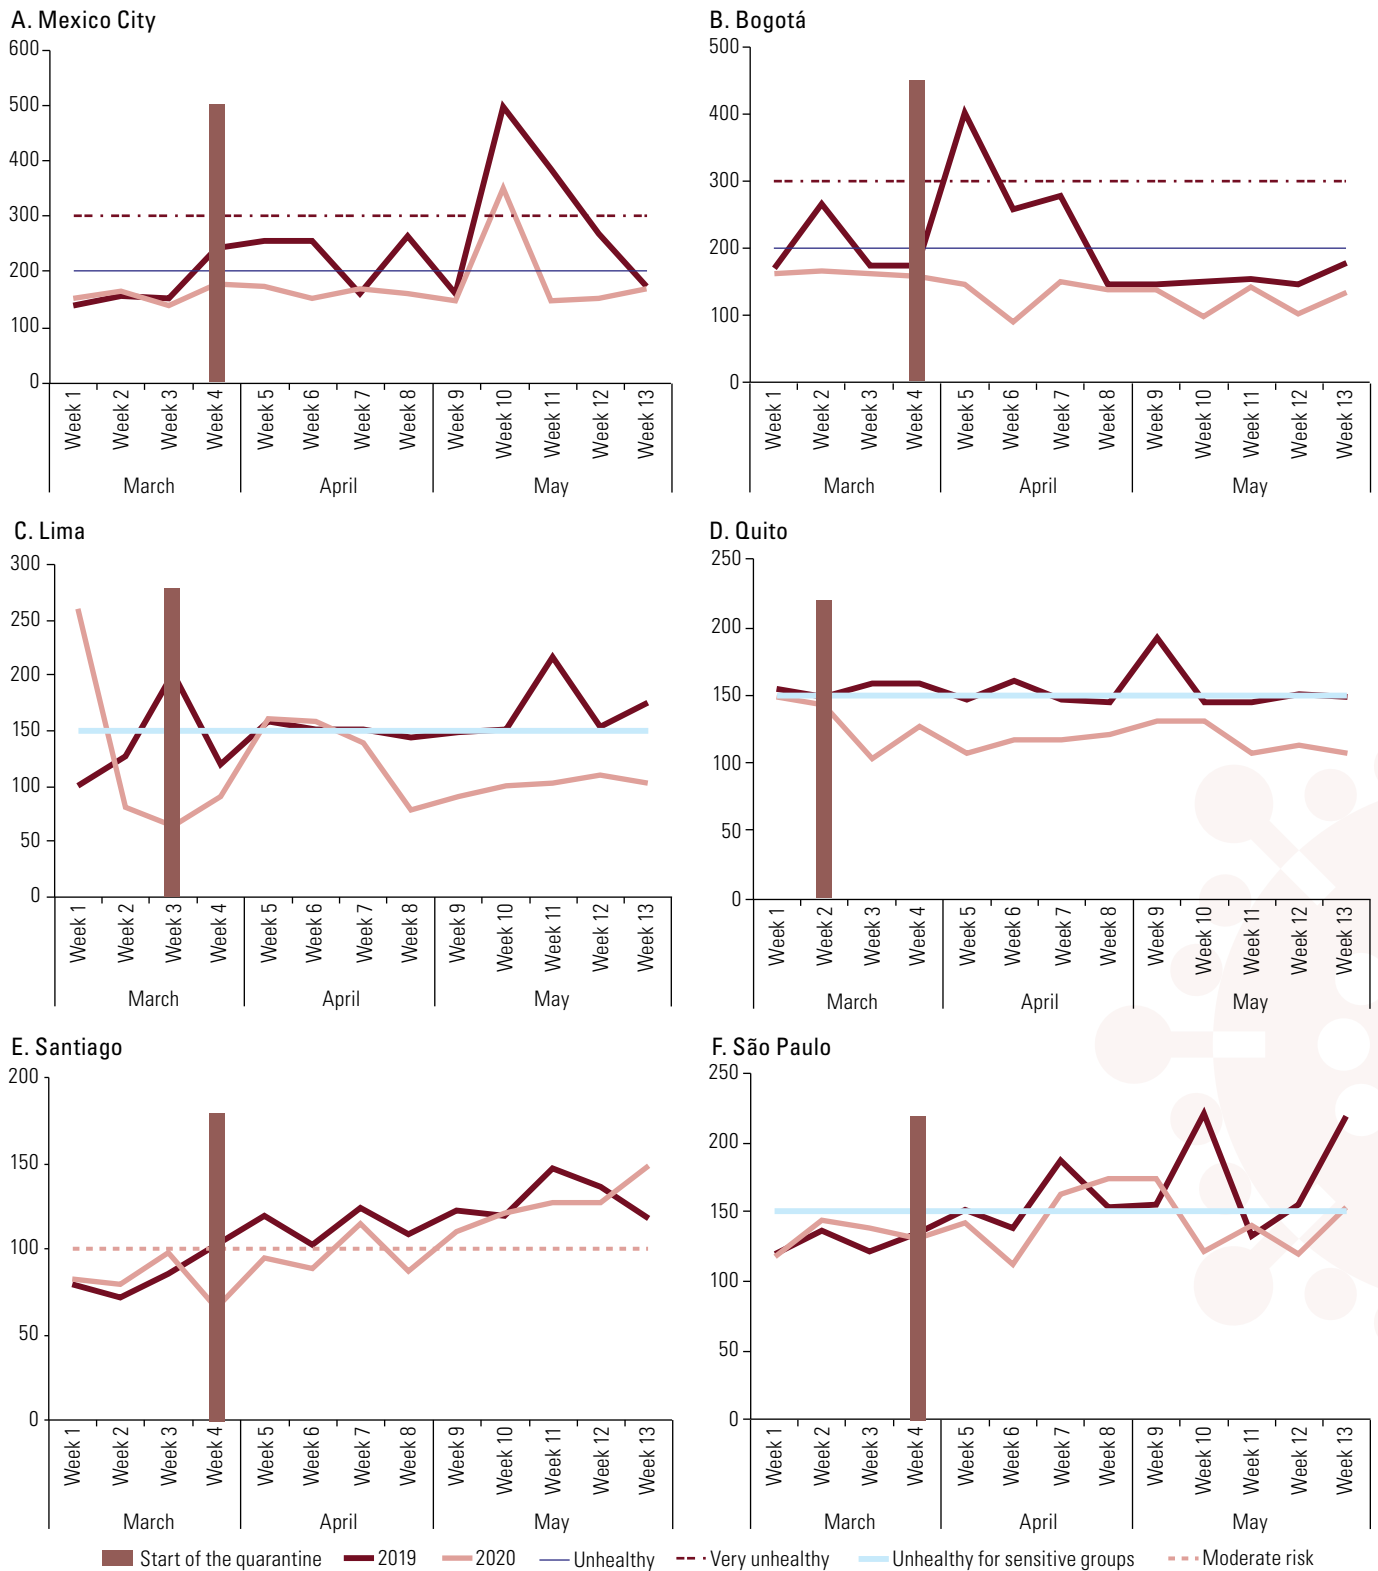 A. Mexico City
600
500
400
300
200
100
0
Week 1
Week 2
Week 3
Week 4
Week 5
Week 6
Week 7
Week 8
Week 9
Week 10
Week 11
Week 12
Week 13
March
April
May
B. Bogotá
500
400
300
200
100
0
Week 1
Week 2
Week 3
Week 4
Week 5
Week 6
Week 7
Week 8
Week 9
Week 10
Week 11
Week 12
Week 13
March
April
May
C. Lima
300
250
200
150
100
50
0
Week 1
Week 2
Week 3
Week 4
Week 5
Week 6
Week 7
Week 8
Week 9
Week 10
Week 11
Week 12
Week 13
March
April
May
D. Quito
250
200
150
100
50
0
Week 1
Week 2
Week 3
Week 4
Week 5
Week 6
Week 7
Week 8
Week 9
Week 10
Week 11
Week 12
Week 13
March
April
May
E. Santiago
200
150
100
50
0
Week 1
Week 2
Week 3
Week 4
Week 5
Week 6
Week 7
Week 8
Week 9
Week 10
Week 11
Week 12
Week 13
March
April
May
F. São Paulo
250
200
150
100
50
0
Week 1
Week 2
Week 3
Week 4
Week 5
Week 6
Week 7
Week 8
Week 9
Week 10
Week 11
Week 12
Week 13
March
April
May
Start of the quarantine 2019 2020 Unhealthy Very unhealthy Unhealthy for sensitive groups Moderate risk